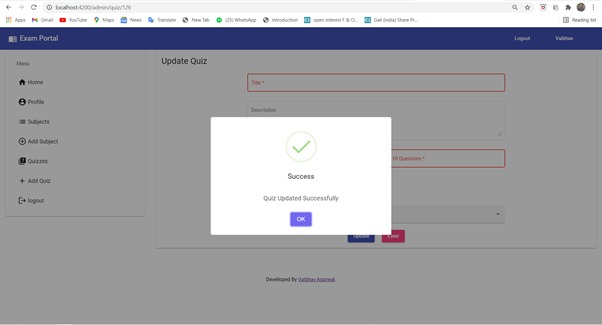 localhost:4200/admin/quiz/126
Apps Gmail YouTube Maps News Translate New Tab (25) WhatsApp Introduction open interest F & O... Gail (India) Share Pr... Reading list
Exam Portal Logout Vaibhav
Menu
Home
Profile
Subjects
Add Subject
Quizzes
Add Quiz
logout
Update Quiz
Title *
Description
Of Questions *
Success
Quiz Updated Successfully
OK
Update Clear
Develloped By Vaibhav Agarwal.